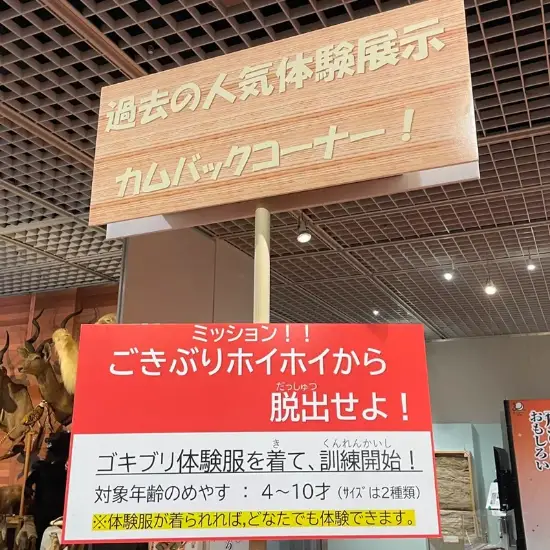 過去の人気体験展示
カムバックコーナー！
ミッション！！
ごきぶりホイホイから
だっしゅつ
脱出せよ！
き くんれんかいし
ゴキブリ体験服を着て、訓練開始！
対象年齢のめやす ： 4～10才 (ｻｲｽﾞは2種類)
※体験服が着られれば,どなたでも体験できます。
おもしろい